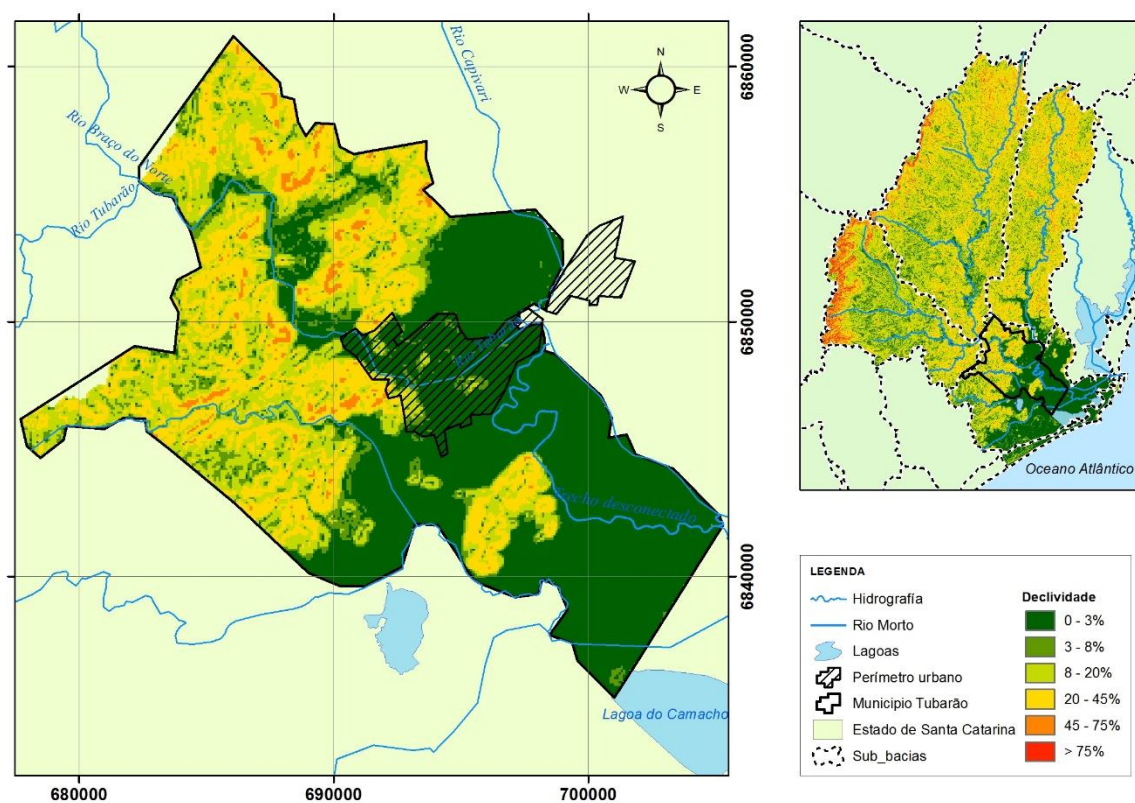 6860000
6850000
6840000
680000
690000
700000
N
W
E
S
Rio Capivari
Rio Braço do Norte
Rio Tubarão
Rio Tubarão
Trecho desconectado
Lagoa do Camacho
Oceano Atlântico
LEGENDA
Hidrografía
Rio Morto
Lagoas
Perímetro urbano
Municipio Tubarão
Estado de Santa Catarina
Sub_bacias
Declividade
0 - 3%
3 - 8%
8 - 20%
20 - 45%
45 - 75%
> 75%